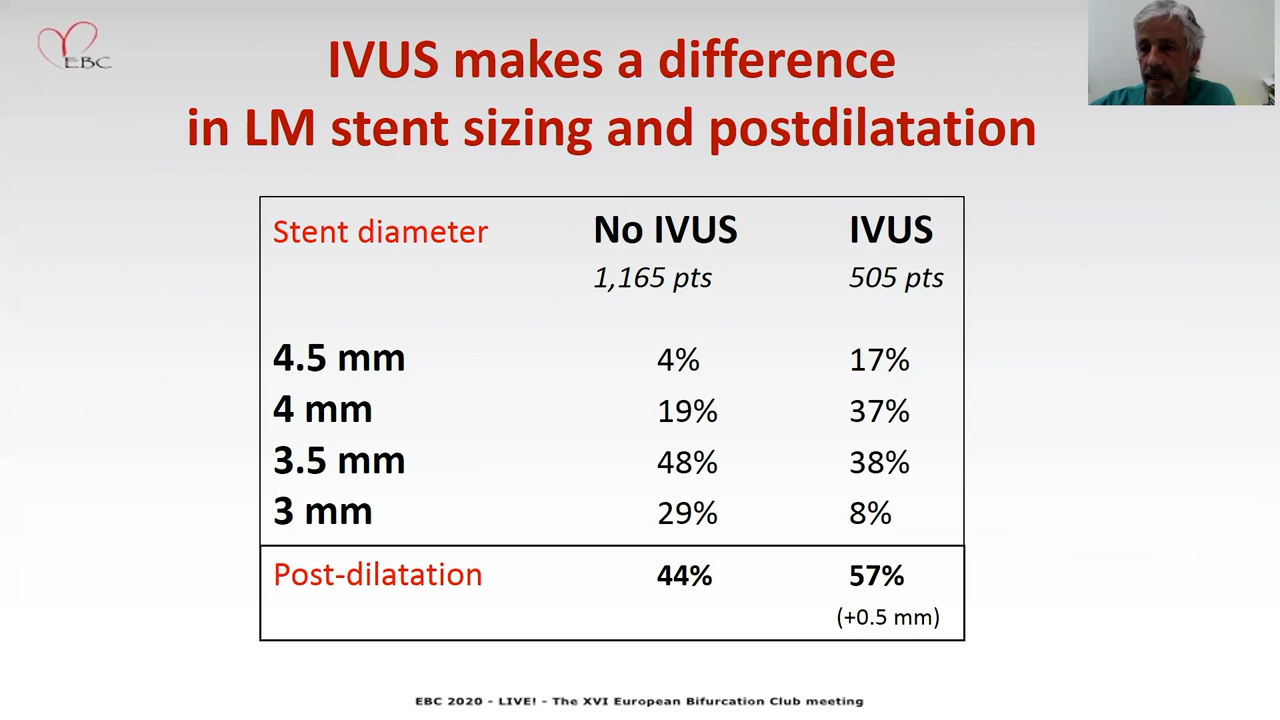 EBC
IVUS makes a difference
in LM stent sizing and postdilatation
Stent diameter No IVUS IVUS
1,165 pts 505 pts
4.5 mm 4% 17%
4 mm 19% 37%
3.5 mm 48% 38%
3 mm 29% 8%
Post-dilatation 44% 57%
(+0.5 mm)
EBC 2020 - LIVE! - The XVI European Bifurcation Club meeting